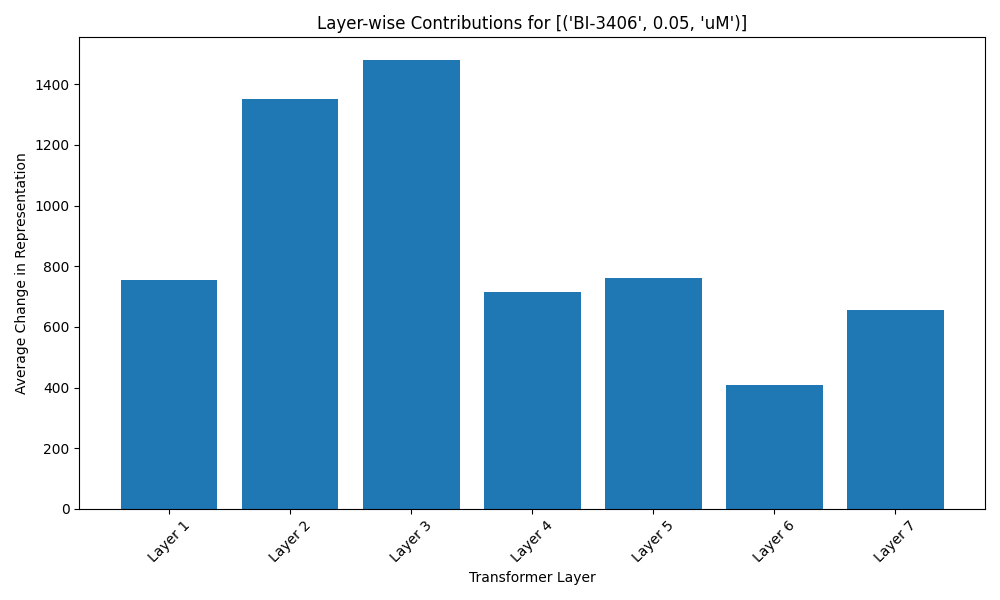 Layer-wise Contributions for [('BI-3406', 0.05, 'uM')]
Average Change in Representation
1400
1200
1000
800
600
400
200
0
Layer 1
Layer 2
Layer 3
Layer 4
Layer 5
Layer 6
Layer 7
Transformer Layer